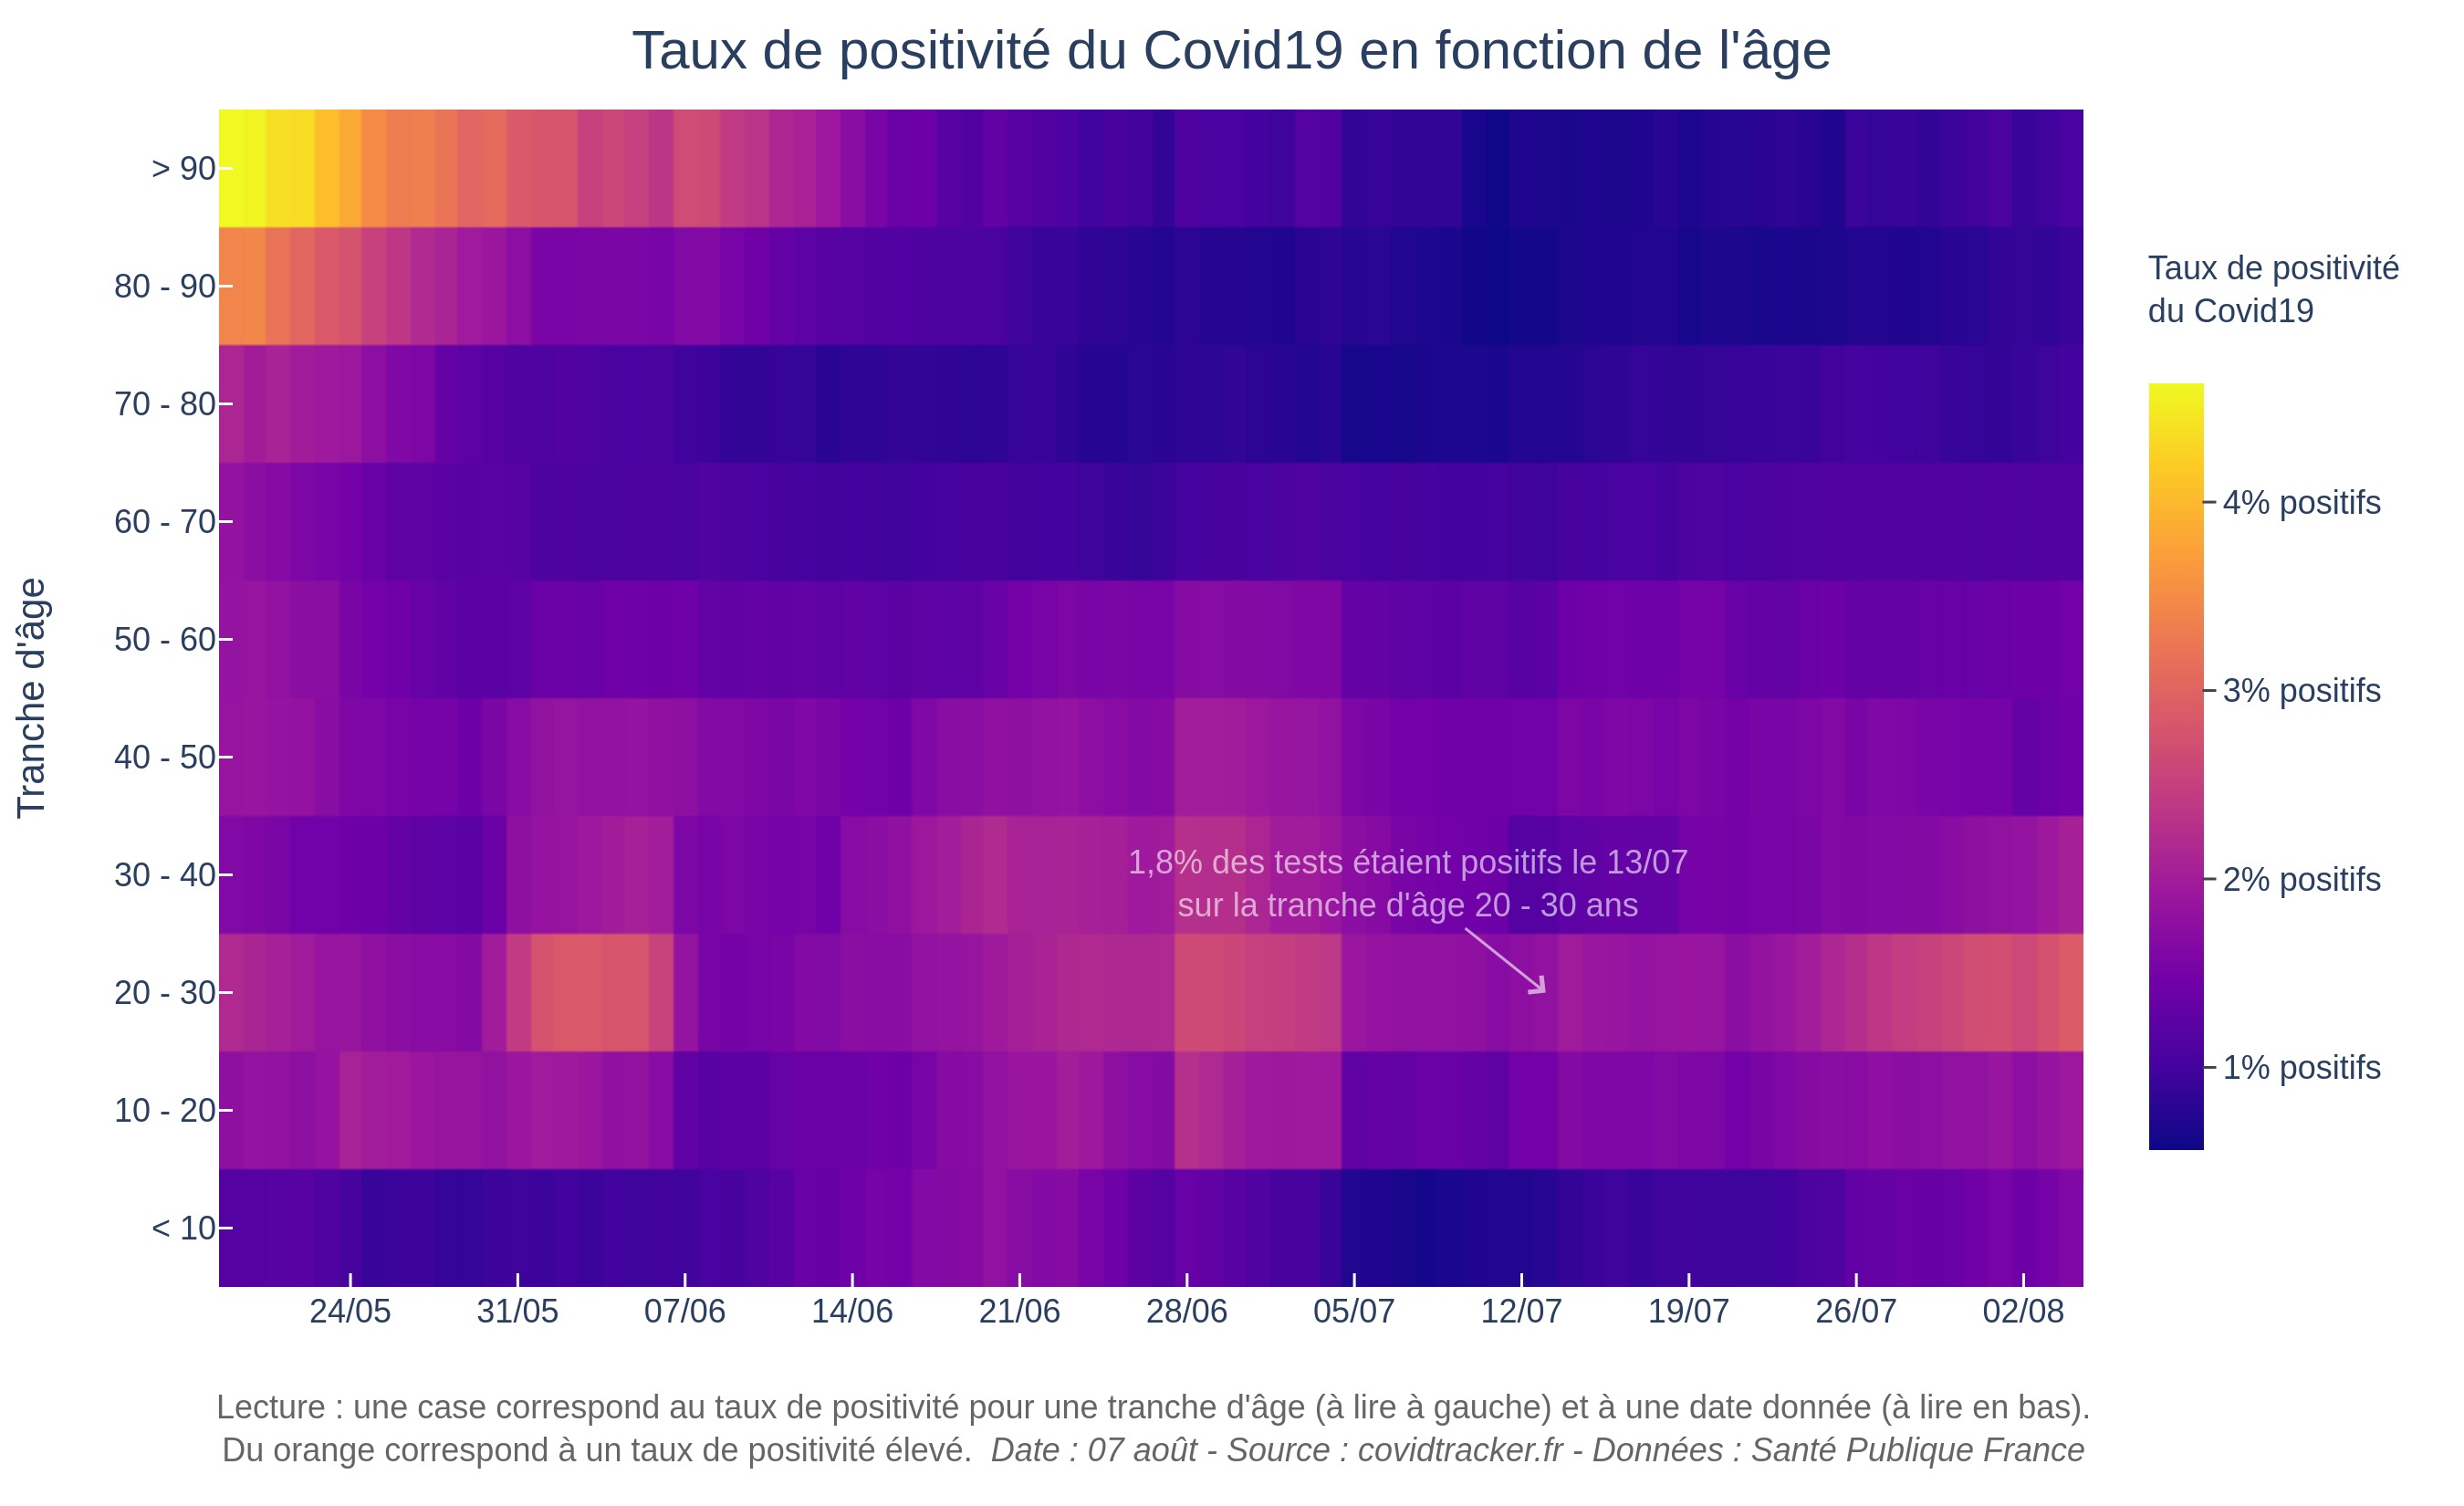 Taux de positivité du Covid19 en fonction de l'âge
Tranche d'âge
> 90
80 - 90
70 - 80
60 - 70
50 - 60
40 - 50
30 - 40
20 - 30
10 - 20
< 10
1,8% des tests étaient positifs le 13/07
sur la tranche d'âge 20 - 30 ans
24/05 31/05 07/06 14/06 21/06 28/06 05/07 12/07 19/07 26/07 02/08
Taux de positivité
du Covid19
4% positifs
3% positifs
2% positifs
1% positifs
Lecture : une case correspond au taux de positivité pour une tranche d'âge (à lire à gauche) et à une date donnée (à lire en bas).
Du orange correspond à un taux de positivité élevé. Date : 07 août - Source : covidtracker.fr - Données : Santé Publique France